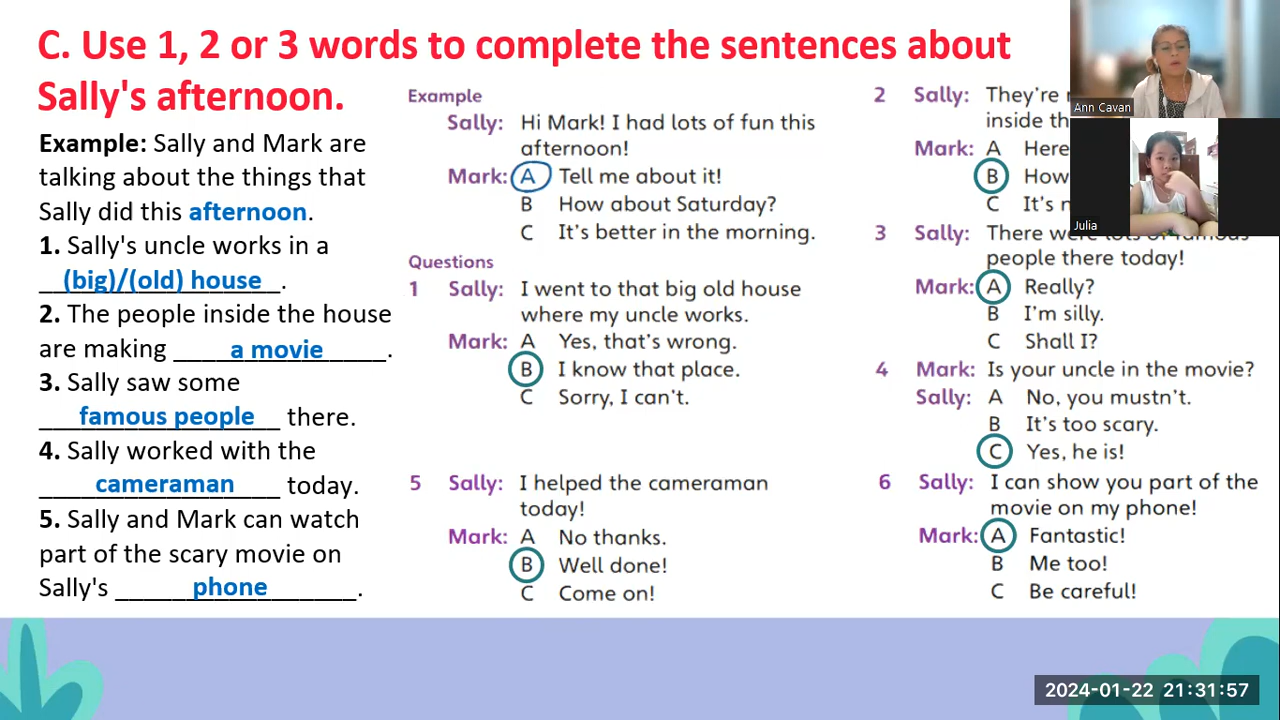 C. Use 1, 2 or 3 words to complete the sentences about
Sally's afternoon.
Example: Sally and Mark are
talking about the things that
Sally did this afternoon.
1. Sally's uncle works in a
(big)/(old) house.
2. The people inside the house
are making a movie.
3. Sally saw some
famous people there.
4. Sally worked with the
cameraman today.
5. Sally and Mark can watch
part of the scary movie on
Sally's phone.
Example
Sally: Hi Mark! I had lots of fun this
afternoon!
Mark: A Tell me about it!
B How about Saturday?
C It's better in the morning.
Questions
1 Sally: I went to that big old house
where my uncle works.
Mark: A Yes, that's wrong.
B I know that place.
C Sorry, I can't.
2 Sally: They're
inside
Mark: A Here
B How
C It's
3 Sally: There were lots of famous
people there today!
Mark: A Really?
B I'm silly.
C Shall I?
4 Mark: Is your uncle in the movie?
Sally: A No, you mustn't.
B It's too scary.
C Yes, he is!
5 Sally: I helped the cameraman
today!
Mark: A No thanks.
B Well done!
C Come on!
6 Sally: I can show you part of the
movie on my phone!
Mark: A Fantastic!
B Me too!
C Be careful!
Ann Cavan
Julia
2024-01-22 21:31:57